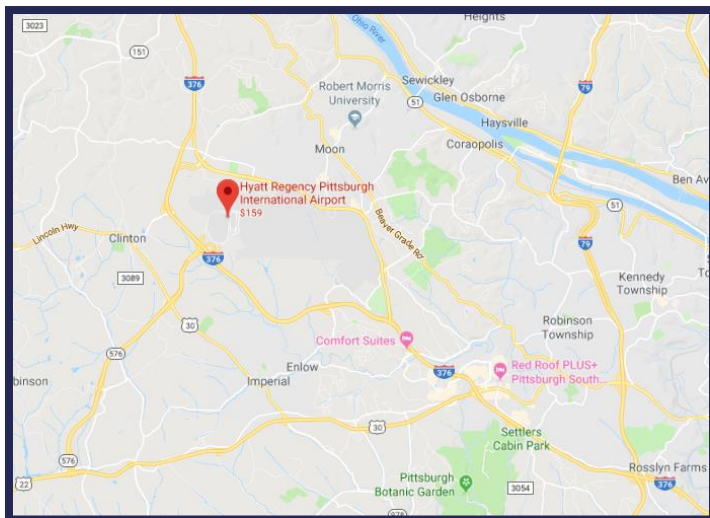 Heights
3023
151
376
Ohio River
Sewickley
79
Robert Morris
University
Glen Osborne
51
Haysville
Moon
Coraopolis
Ben Av
Hyatt Regency Pittsburgh
International Airport
$159
51
Beaver Grade Rd
Lincoln Hwy
Clinton
376
79
3089
Kennedy
Township
30
Robinson
Township
Comfort Suites
576
Enlow
376
Red Roof PLUS+
Pittsburgh South...
binson
Imperial
30
Settlers
Cabin Park
576
Rosslyn Farms
22
Pittsburgh
Botanic Garden
3054
376